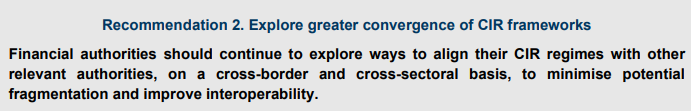 Recommendation 2. Explore greater convergence of CIR frameworks
Financial authorities should continue to explore ways to align their CIR regimes with other
relevant authorities, on a cross-border and cross-sectoral basis, to minimise potential
fragmentation and improve interoperability.